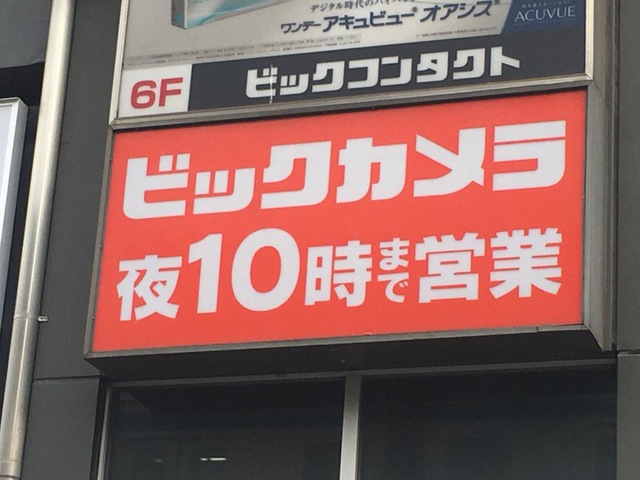 デジタル時代のハイス
ワンデー アキュビュー® オアシス®
ACUVUE
6F
ビックコンタクト
ビックカメラ
夜10時まで営業